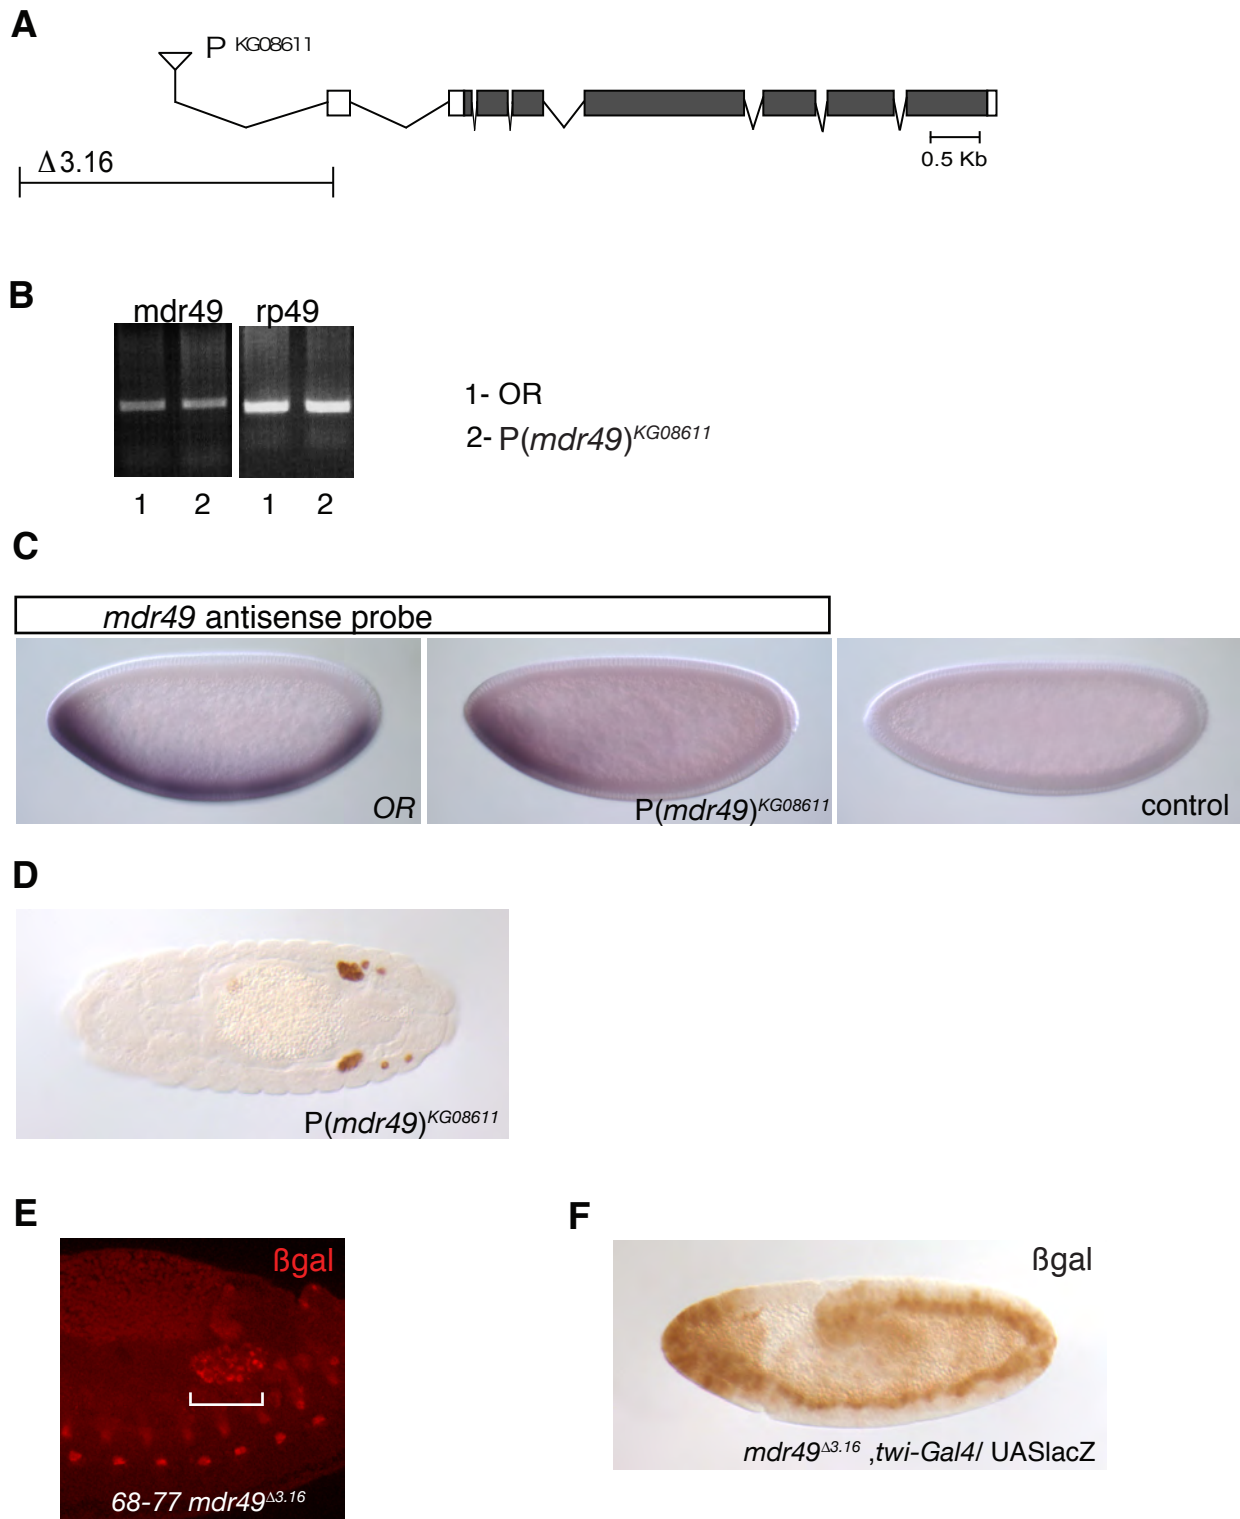 A
P KG08611
Δ3.16
0.5 Kb
B
mdr49 rp49
1 2 1 2
1- OR
2- P(mdr49)KG08611
C
mdr49 antisense probe
OR
P(mdr49)KG08611
control
D
P(mdr49)KG08611
E
ßgal
68-77 mdr49Δ3.16
F
ßgal
mdr49Δ3.16 ,twi-Gal4/ UASlacZ